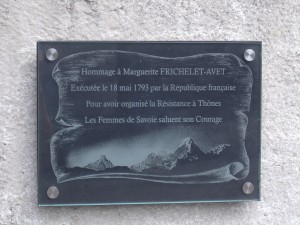 Hommage à Marguerite FRICHELET-AVET
Exécutée le 18 mai 1793 par la République française
Pour avoir organisé la Résistance à Thônes
Les Femmes de Savoie saluent son Courage